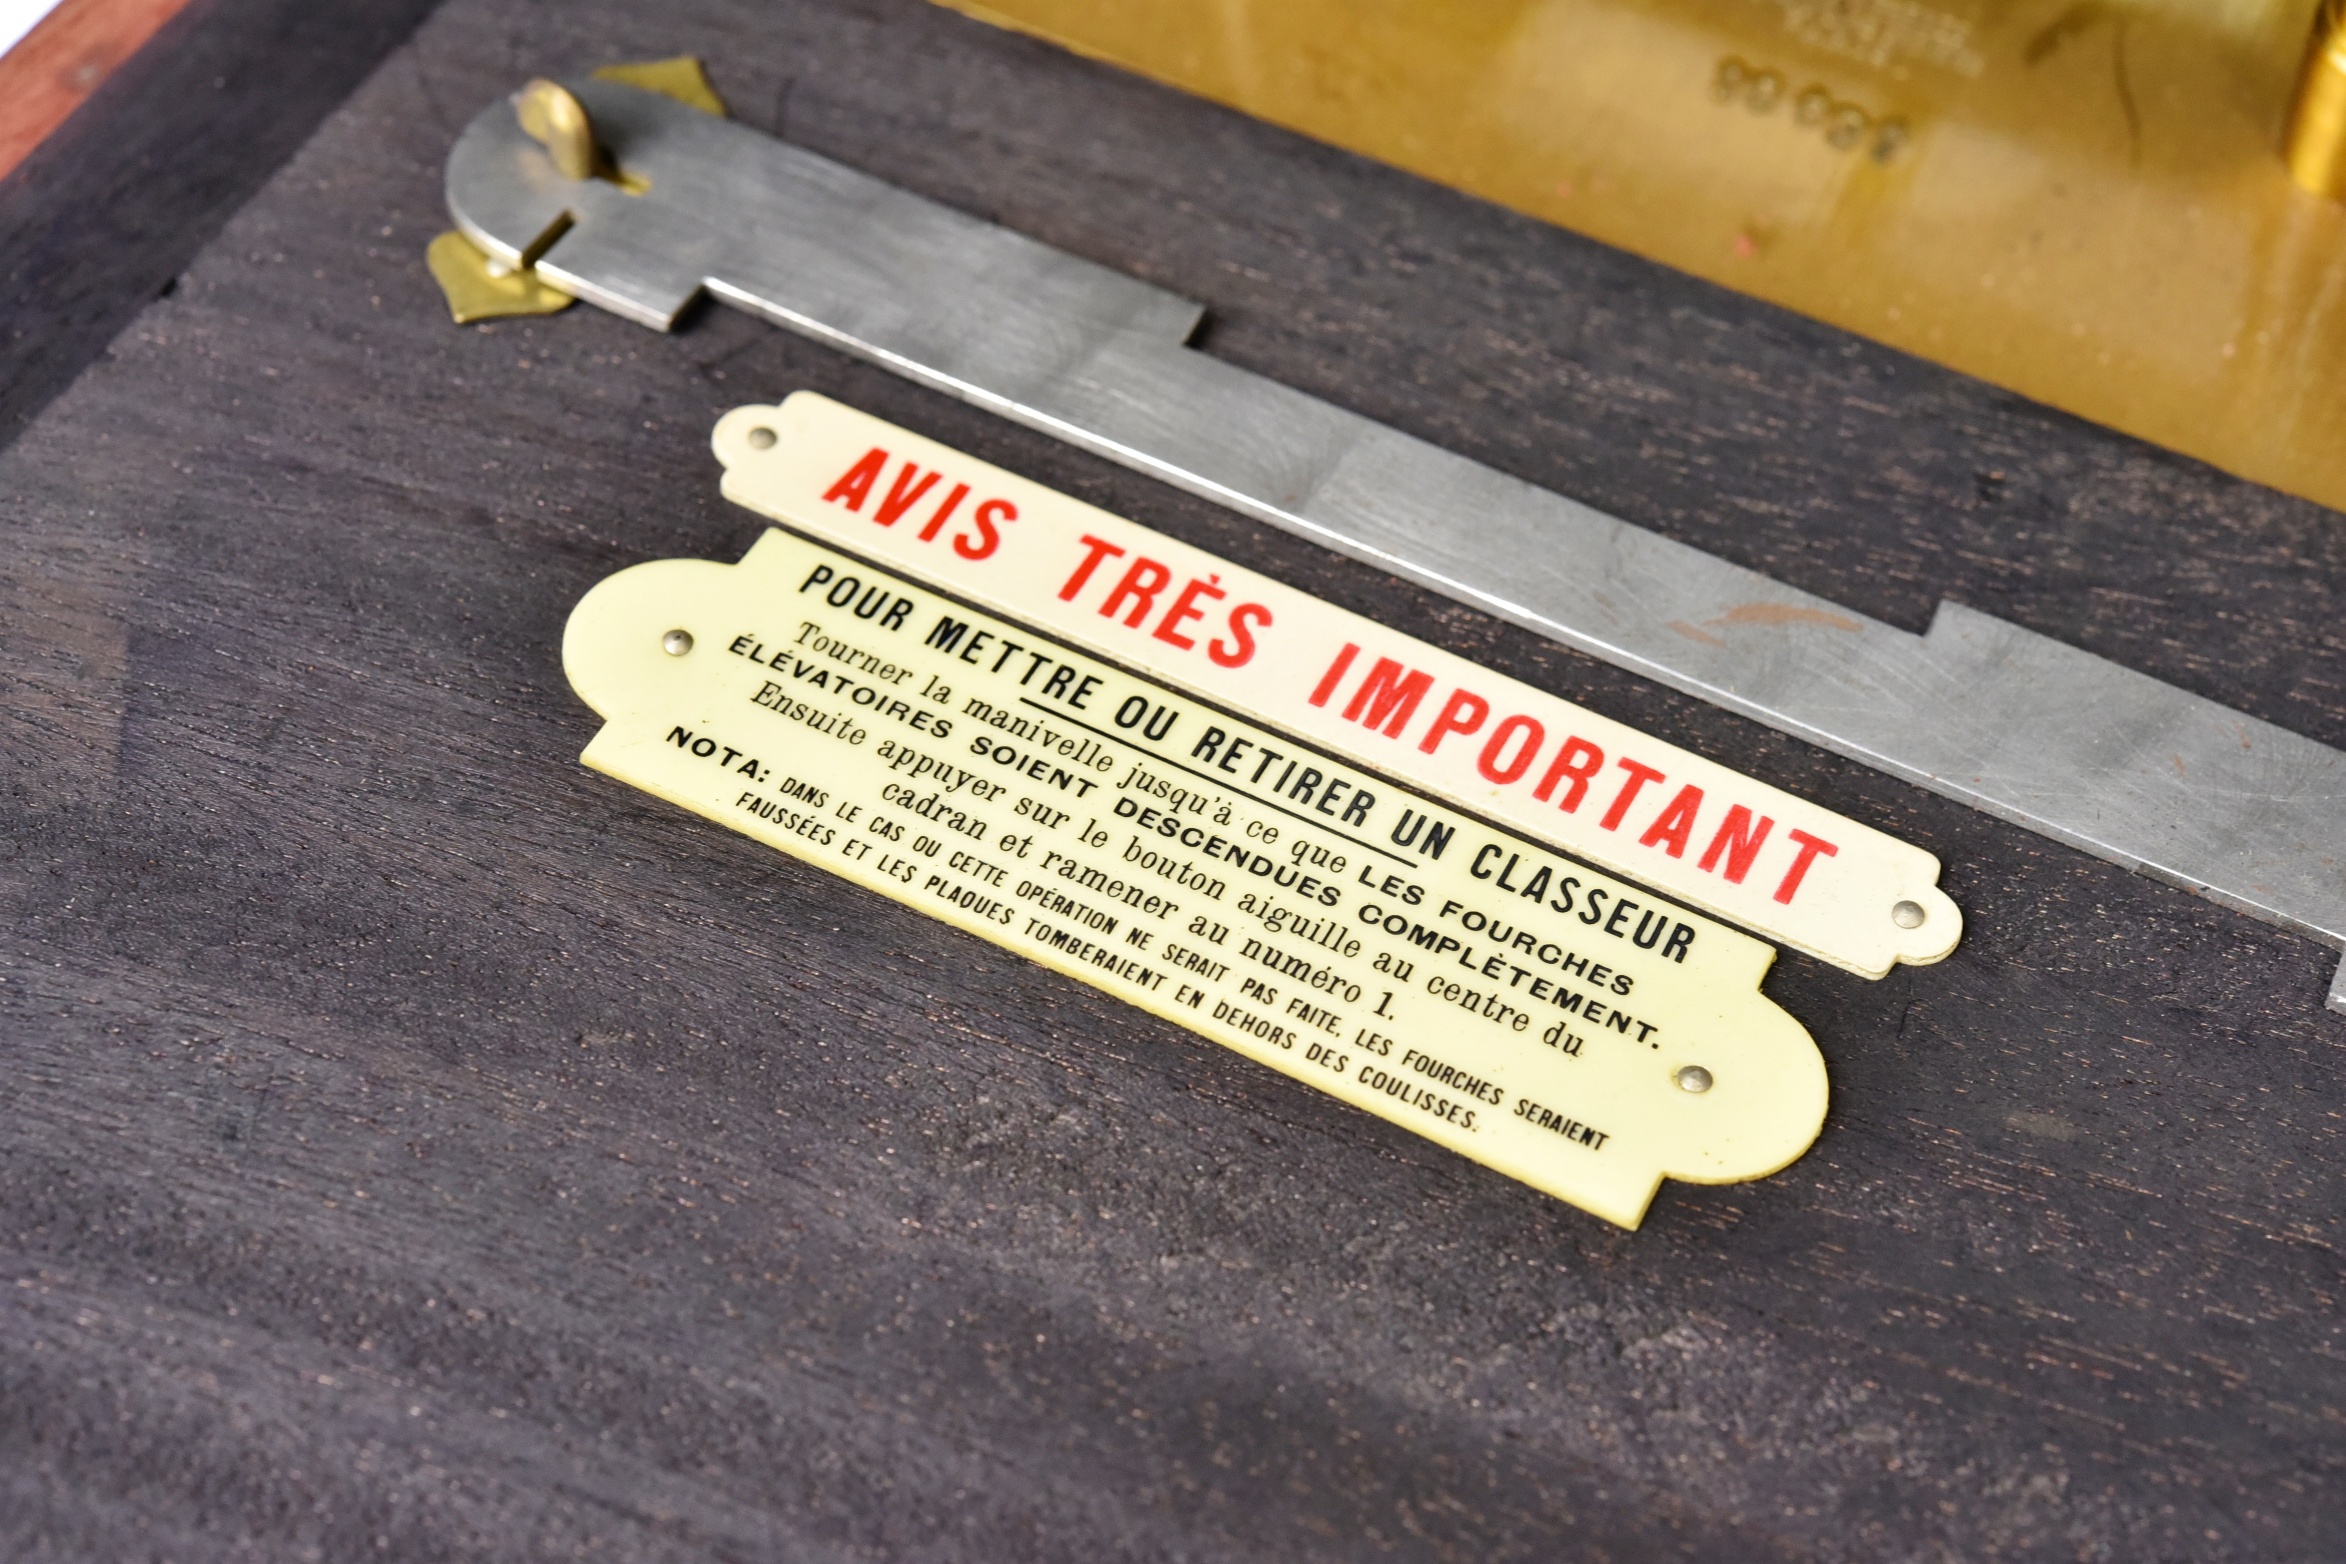 AVIS TRÈS IMPORTANT
POUR METTRE OU RETIRER UN CLASSEUR
Tourner la manivelle jusqu'à ce que LES FOURCHES
ÉLÉVATOIRES SOIENT DESCENDUES COMPLÈTEMENT.
Ensuite appuyer sur le bouton aiguille au centre du
cadran et ramener au numéro 1.
NOTA: DANS LE CAS OU CETTE OPÉRATION NE SERAIT PAS FAITE, LES FOURCHES SERAIENT
FAUSSÉES ET LES PLAQUES TOMBERAIENT EN DEHORS DES COULISSES.